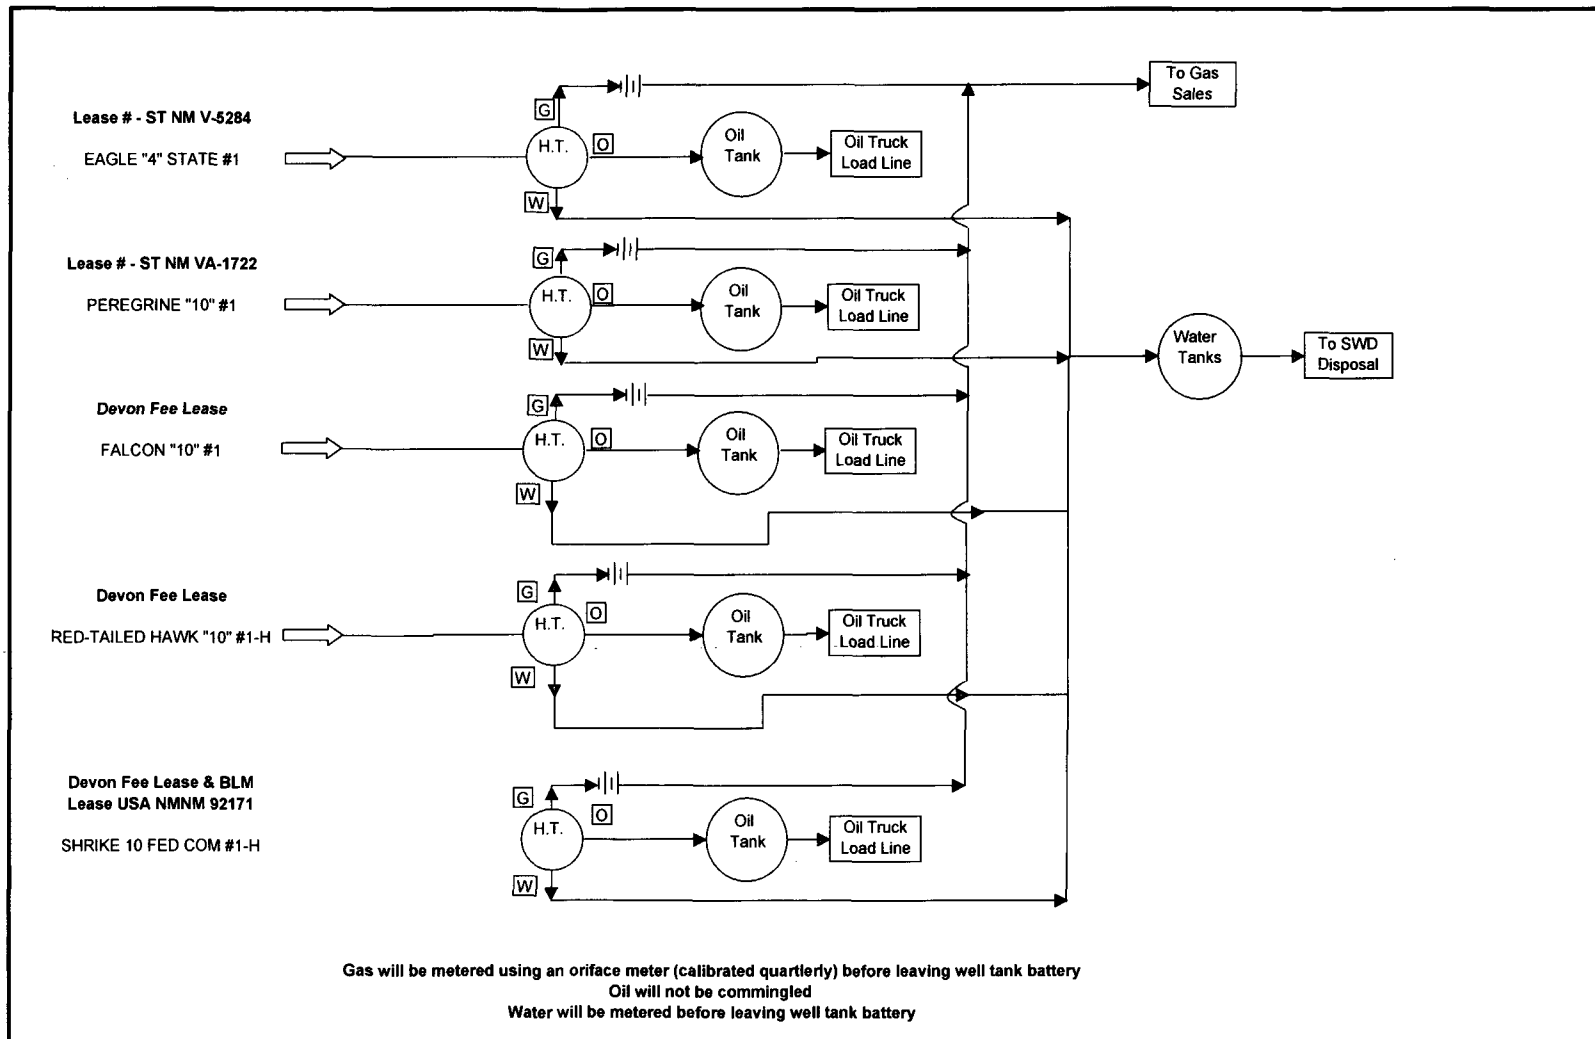 To Gas
Sales
Lease # - ST NM V-5284
EAGLE "4" STATE #1
G
H.T.
O
W
Oil
Tank
Oil Truck
Load Line
Lease # - ST NM VA-1722
PEREGRINE "10" #1
G
H.T.
O
W
Oil
Tank
Oil Truck
Load Line
Water
Tanks
To SWD
Disposal
Devon Fee Lease
FALCON "10" #1
G
H.T.
O
W
Oil
Tank
Oil Truck
Load Line
Devon Fee Lease
RED-TAILED HAWK "10" #1-H
G
H.T.
O
W
Oil
Tank
Oil Truck
Load Line
Devon Fee Lease & BLM
Lease USA NMNM 92171
SHRIKE 10 FED COM #1-H
G
H.T.
O
W
Oil
Tank
Oil Truck
Load Line
Gas will be metered using an oriface meter (calibrated quartlerly) before leaving well tank battery
Oil will not be commingled
Water will be metered before leaving well tank battery